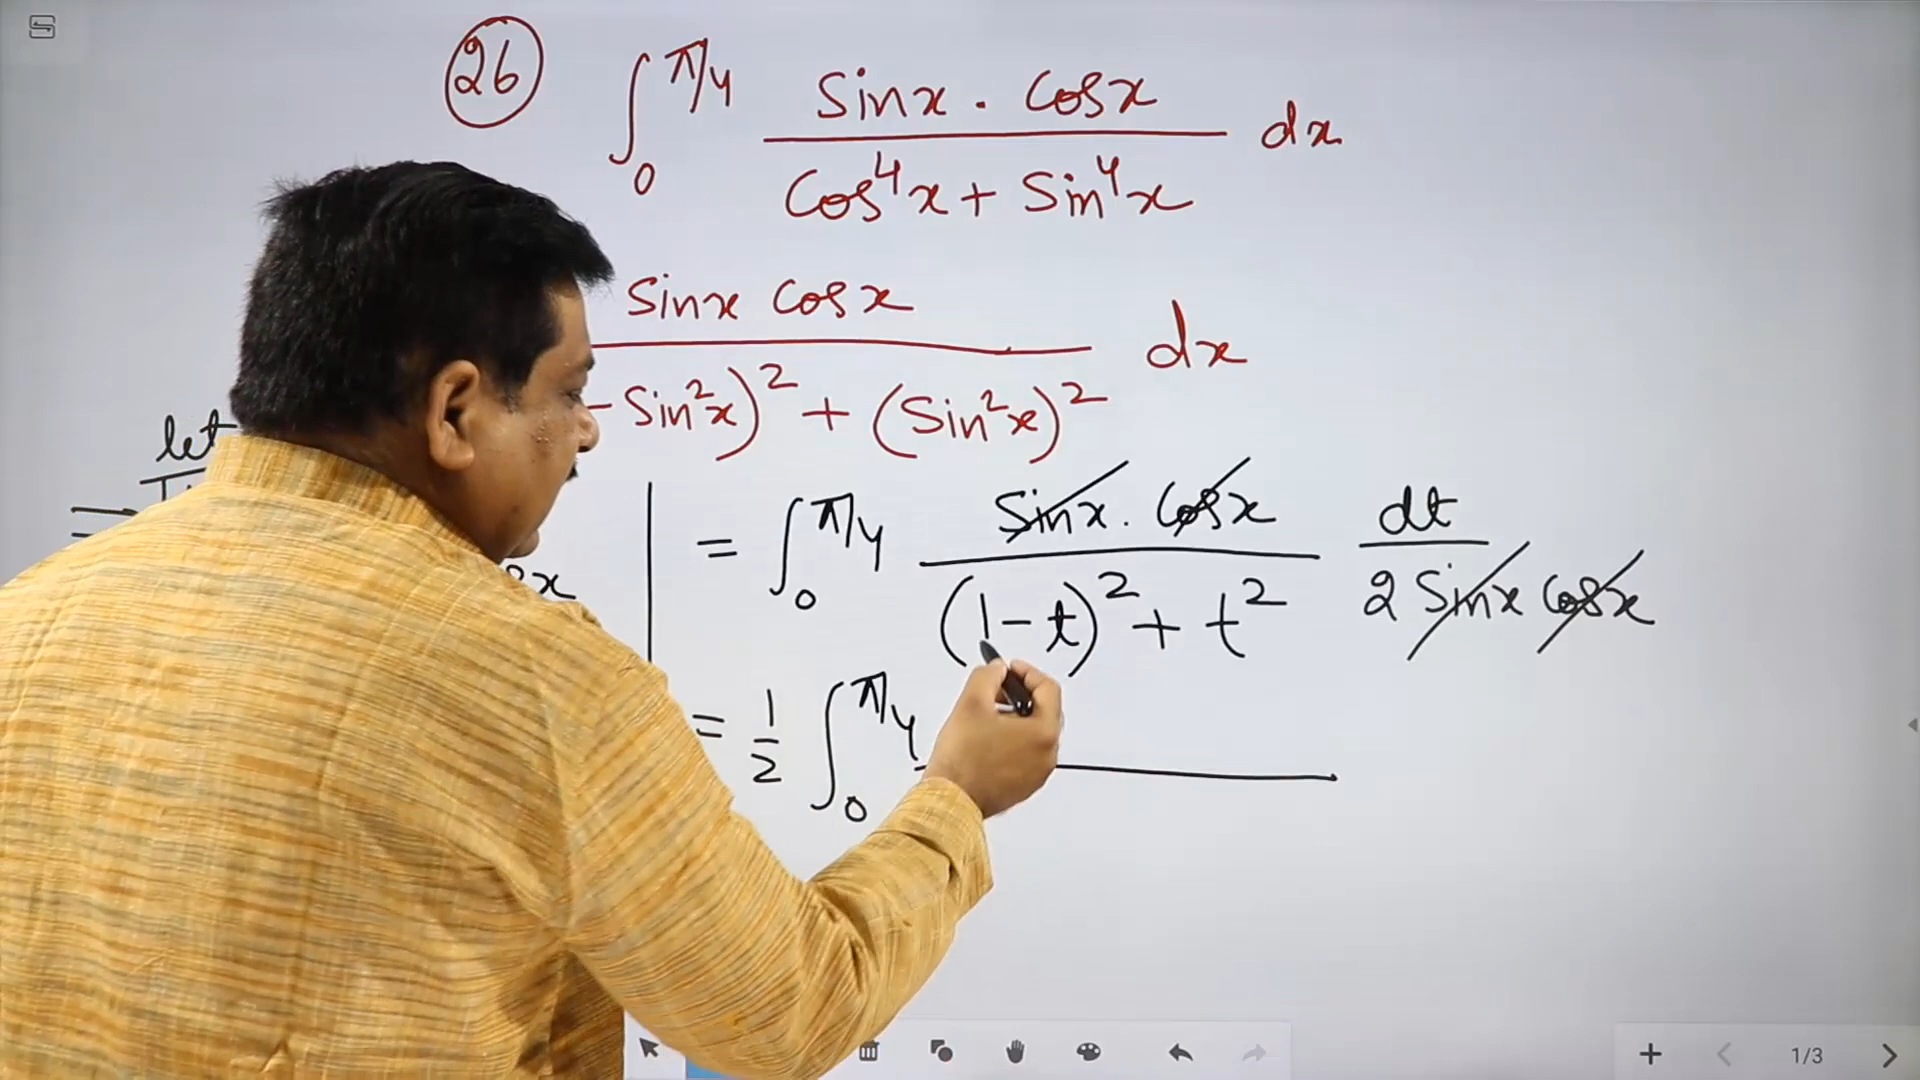 26 ∫₀^π/4 Sinx · Cosx / Cos⁴x + Sin⁴x dx
Sinx Cosx / - Sin²x)² + (Sin²x)² dx
let
= ∫₀^π/4 Sinx · Cosx / (1-t)² + t² dt / 2 Sinx Cosx
= 1/2 ∫₀^π/4
1/3